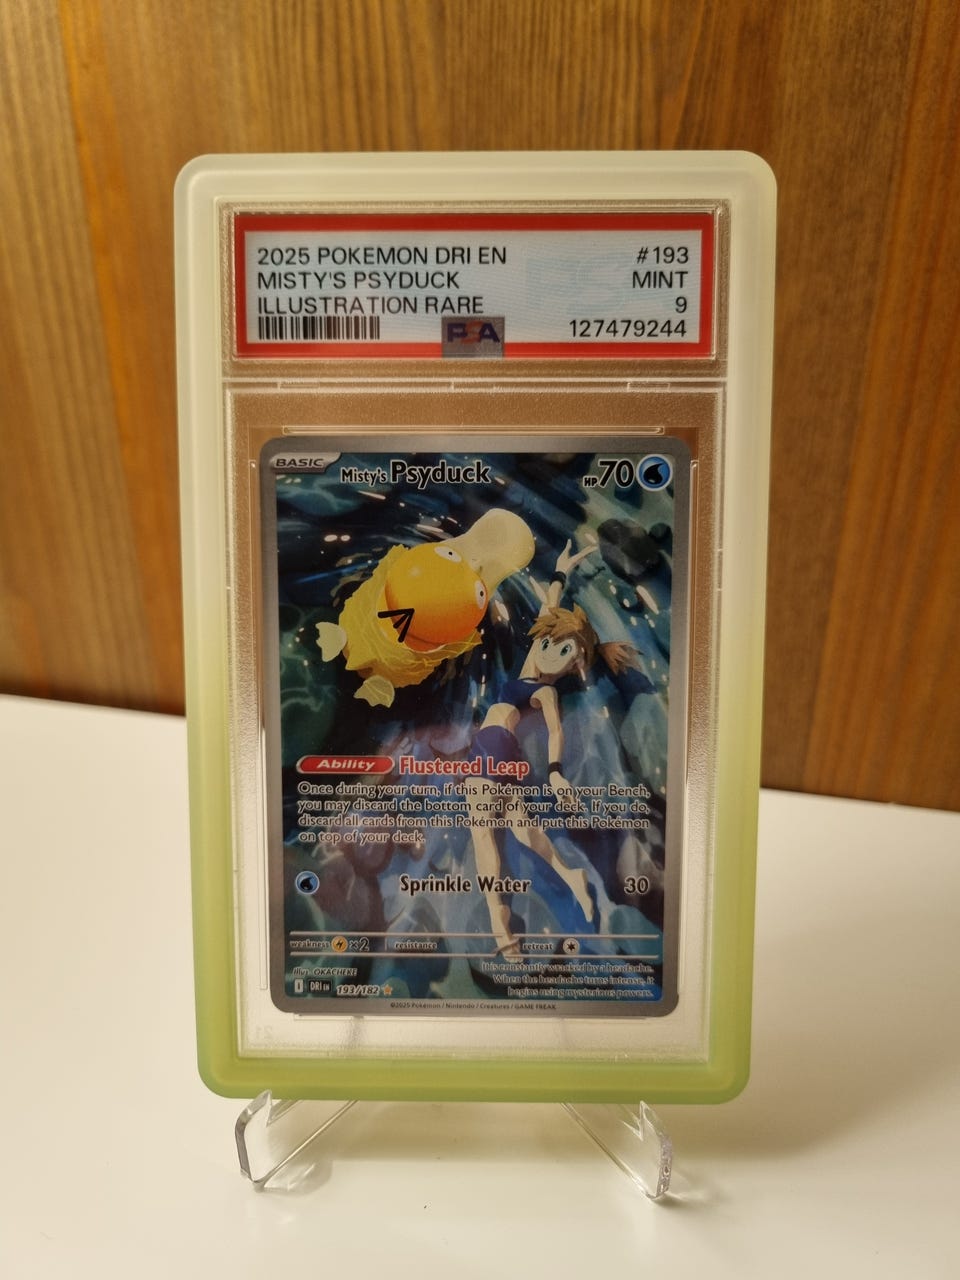 2025 POKEMON DRI EN #193
MISTY'S PSYDUCK MINT
ILLUSTRATION RARE 9
127479244
PSA
BASIC Misty's Psyduck HP 70
Ability Flustered Leap
Once during your turn, if this Pokémon is on your Bench,
you may discard the bottom card of your deck. If you do,
discard all cards from this Pokémon and put this Pokémon
on top of your deck.
Sprinkle Water 30
weakness ×2 resistance retreat
Illus. OKACHEKE
It is constantly wracked by a headache.
When the headache turns intense, it
begins using mysterious powers.
I DRI EN 193/182
©2025 Pokémon / Nintendo / Creatures / GAME FREAK